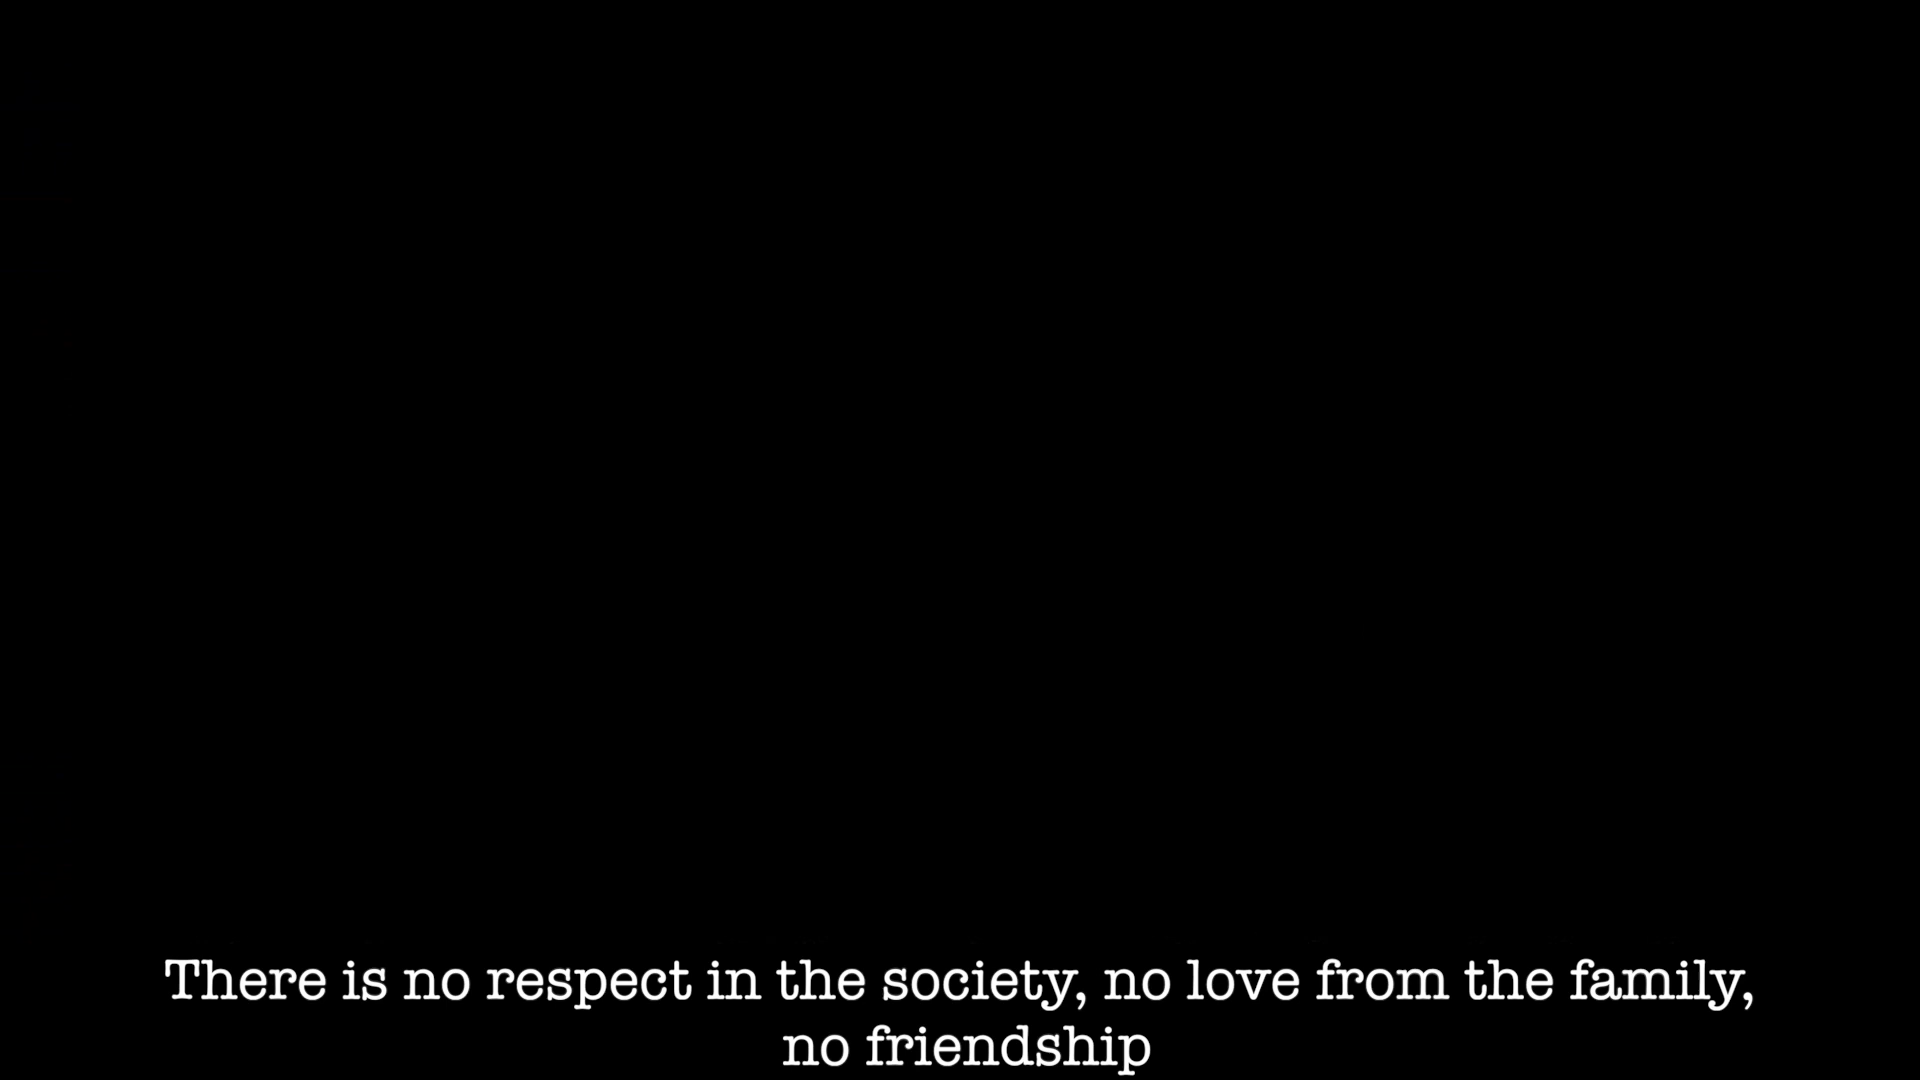 There is no respect in the society, no love from the family,
no friendship